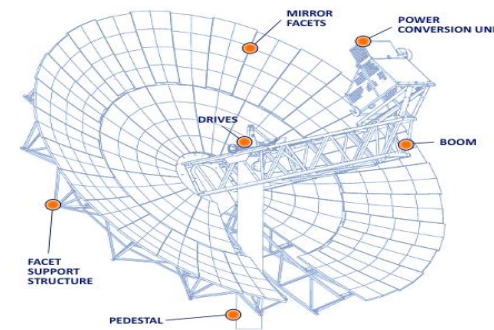 MIRROR
FACETS
POWER
CONVERSION UNI
DRIVES
BOOM
FACET
SUPPORT
STRUCTURE
PEDESTAL